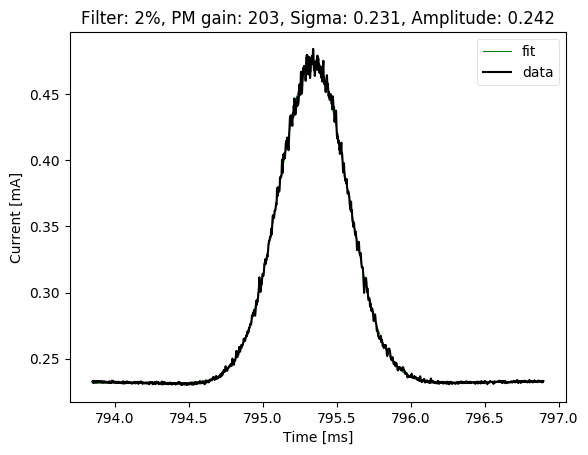 Filter: 2%, PM gain: 203, Sigma: 0.231, Amplitude: 0.242
fit
data
0.45
0.40
0.35
0.30
0.25
Current [mA]
794.0 794.5 795.0 795.5 796.0 796.5 797.0
Time [ms]